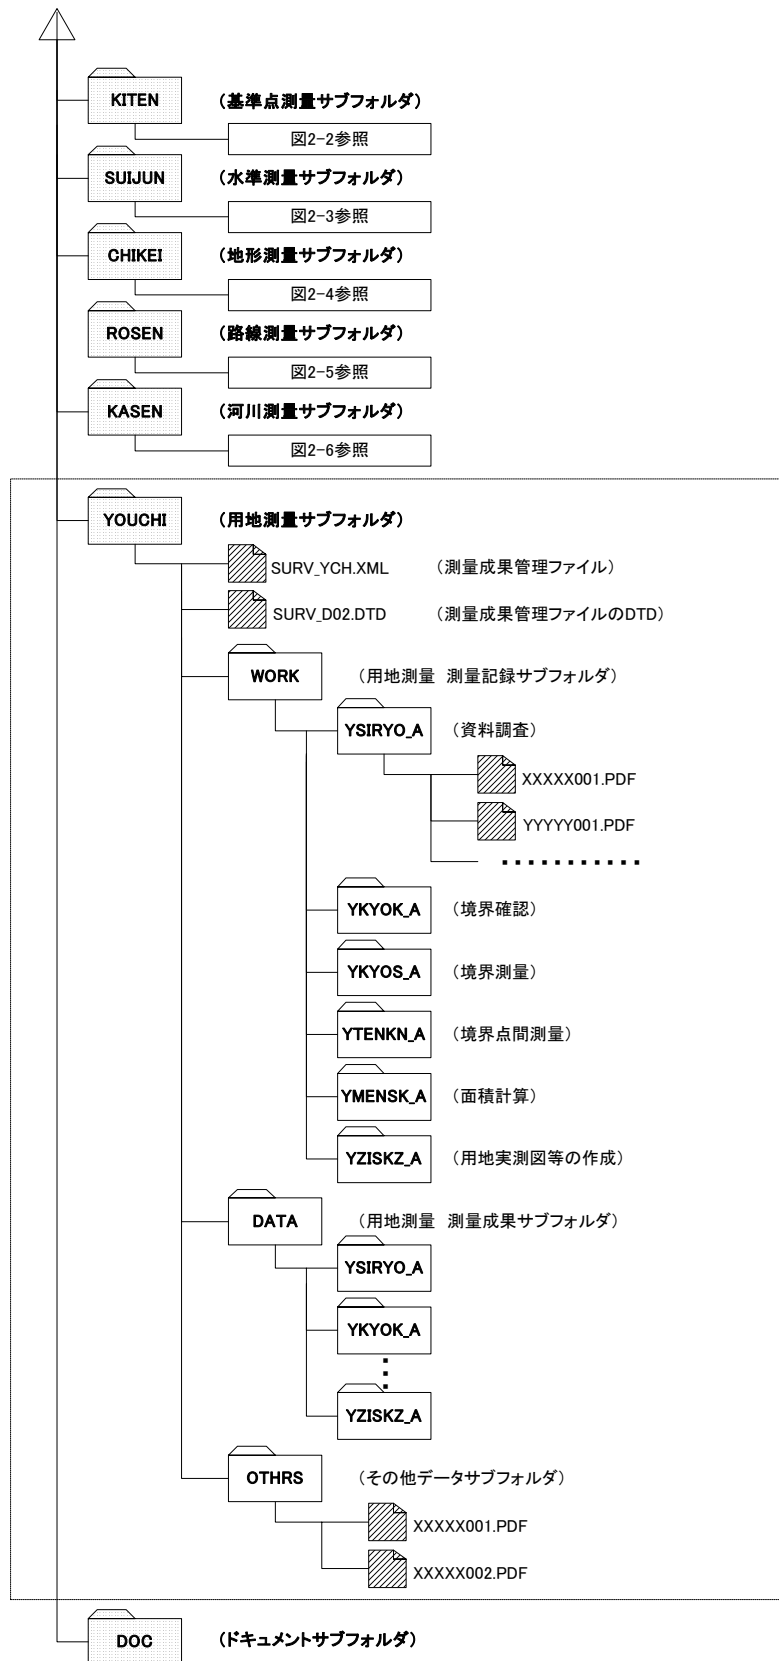 KITEN （基準点測量サブフォルダ）
図2-2参照
SUIJUN （水準測量サブフォルダ）
図2-3参照
CHIKEI （地形測量サブフォルダ）
図2-4参照
ROSEN （路線測量サブフォルダ）
図2-5参照
KASEN （河川測量サブフォルダ）
図2-6参照
YOUCHI （用地測量サブフォルダ）
SURV_YCH.XML （測量成果管理ファイル）
SURV_D02.DTD （測量成果管理ファイルのDTD）
WORK （用地測量 測量記録サブフォルダ）
YSIRYO_A （資料調査）
XXXXX001.PDF
YYYYY001.PDF
YKYOK_A （境界確認）
YKYOS_A （境界測量）
YTENKN_A （境界点間測量）
YMENSK_A （面積計算）
YZISKZ_A （用地実測図等の作成）
DATA （用地測量 測量成果サブフォルダ）
YSIRYO_A
YKYOK_A
YZISKZ_A
OTHRS （その他データサブフォルダ）
XXXXX001.PDF
XXXXX002.PDF
DOC （ドキュメントサブフォルダ）